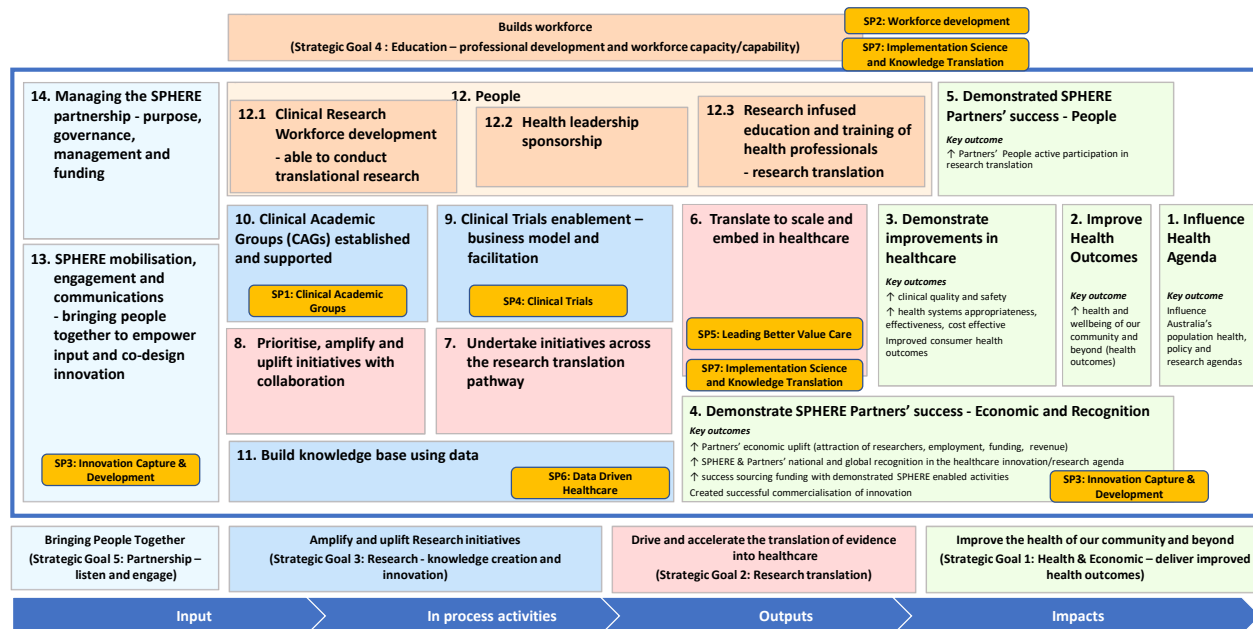 Builds workforce
(Strategic Goal 4 : Education – professional development and workforce capacity/capability)
SP2: Workforce development
SP7: Implementation Science
and Knowledge Translation
14. Managing the SPHERE
partnership - purpose,
governance,
management and
funding
12. People
12.1 Clinical Research
Workforce development
- able to conduct
translational research
12.2 Health leadership
sponsorship
12.3 Research infused
education and training of
health professionals
- research translation
5. Demonstrated SPHERE
Partners' success - People
Key outcome
↑ Partners' People active participation in
research translation
13. SPHERE mobilisation,
engagement and
communications
- bringing people
together to empower
input and co-design
innovation
SP3: Innovation Capture &
Development
10. Clinical Academic
Groups (CAGs) established
and supported
SP1: Clinical Academic
Groups
9. Clinical Trials enablement –
business model and
facilitation
SP4: Clinical Trials
8. Prioritise, amplify and
uplift initiatives with
collaboration
7. Undertake initiatives across
the research translation
pathway
6. Translate to scale and
embed in healthcare
SP5: Leading Better Value Care
SP7: Implementation Science
and Knowledge Translation
3. Demonstrate
improvements in
healthcare
Key outcomes
↑ clinical quality and safety
↑ health systems appropriateness,
effectiveness, cost effective
Improved consumer health
outcomes
2. Improve
Health
Outcomes
Key outcome
↑ health and
wellbeing of our
community and
beyond (health
outcomes)
1. Influence
Health
Agenda
Key outcome
Influence
Australia's
population health,
policy and
research agendas
11. Build knowledge base using data
SP6: Data Driven
Healthcare
4. Demonstrate SPHERE Partners' success - Economic and Recognition
Key outcomes
↑ Partners' economic uplift (attraction of researchers, employment, funding, revenue)
↑ SPHERE & Partners' national and global recognition in the healthcare innovation/research agenda
↑ success sourcing funding with demonstrated SPHERE enabled activities
Created successful commercialisation of innovation
SP3: Innovation Capture &
Development
Bringing People Together
(Strategic Goal 5: Partnership –
listen and engage)
Amplify and uplift Research initiatives
(Strategic Goal 3: Research - knowledge creation and
innovation)
Drive and accelerate the translation of evidence
into healthcare
(Strategic Goal 2: Research translation)
Improve the health of our community and beyond
(Strategic Goal 1: Health & Economic – deliver improved
health outcomes)
Input
In process activities
Outputs
Impacts